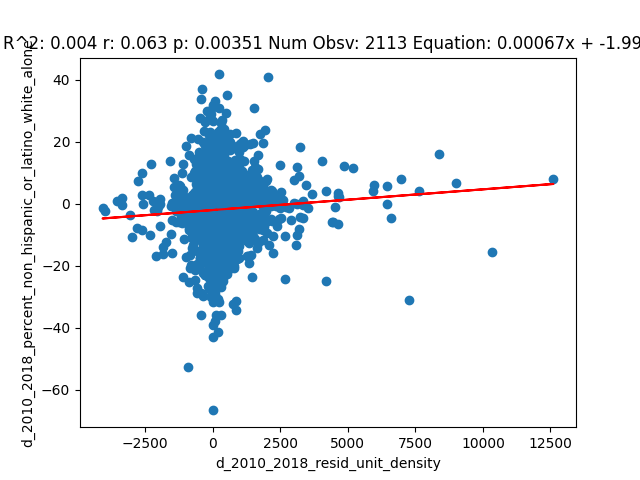 R^2: 0.004 r: 0.063 p: 0.00351 Num Obsv: 2113 Equation: 0.00067x + -1.99
d_2010_2018_percent_non_hispanic_or_latino_white_alone
40
20
0
−20
−40
−60
−2500 0 2500 5000 7500 10000 12500
d_2010_2018_resid_unit_density